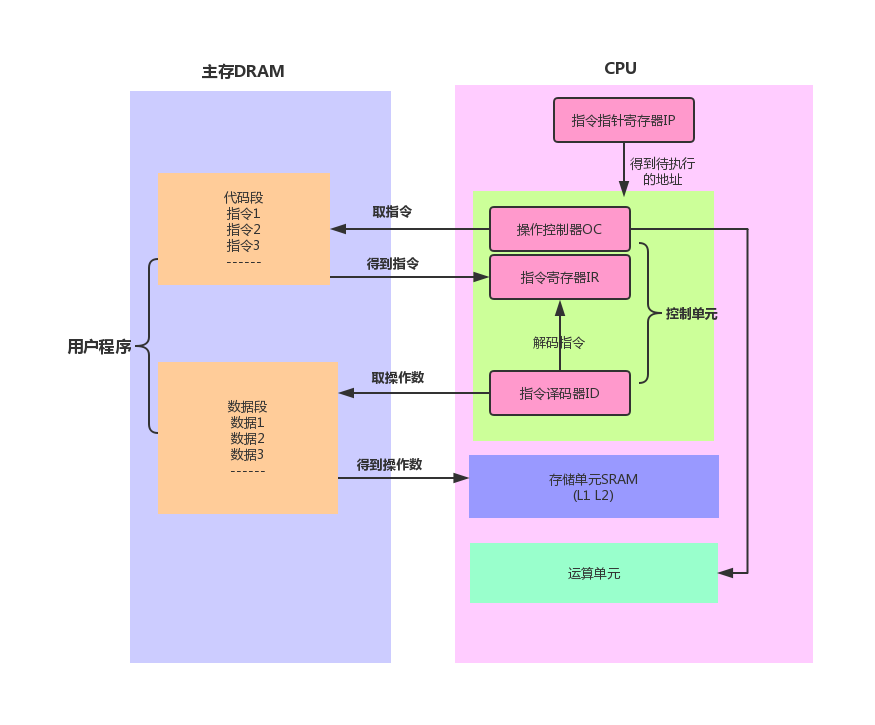 主存DRAM
CPU
指令指针寄存器IP
得到待执行
的地址
代码段
指令1
指令2
指令3
------
取指令
操作控制器OC
得到指令
指令寄存器IR
控制单元
用户程序
解码指令
取操作数
指令译码器ID
数据段
数据1
数据2
数据3
------
得到操作数
存储单元SRAM
(L1 L2)
运算单元